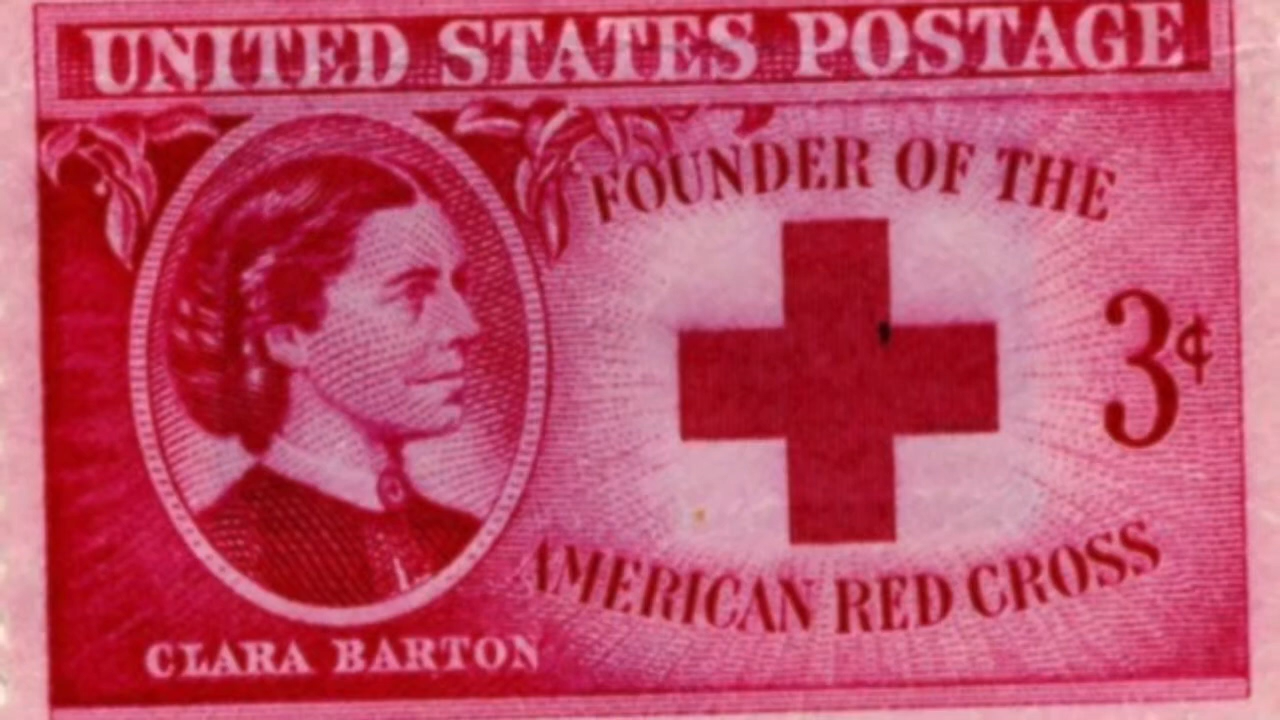 UNITED STATES POSTAGE
FOUNDER OF THE
3¢
AMERICAN RED CROSS
CLARA BARTON